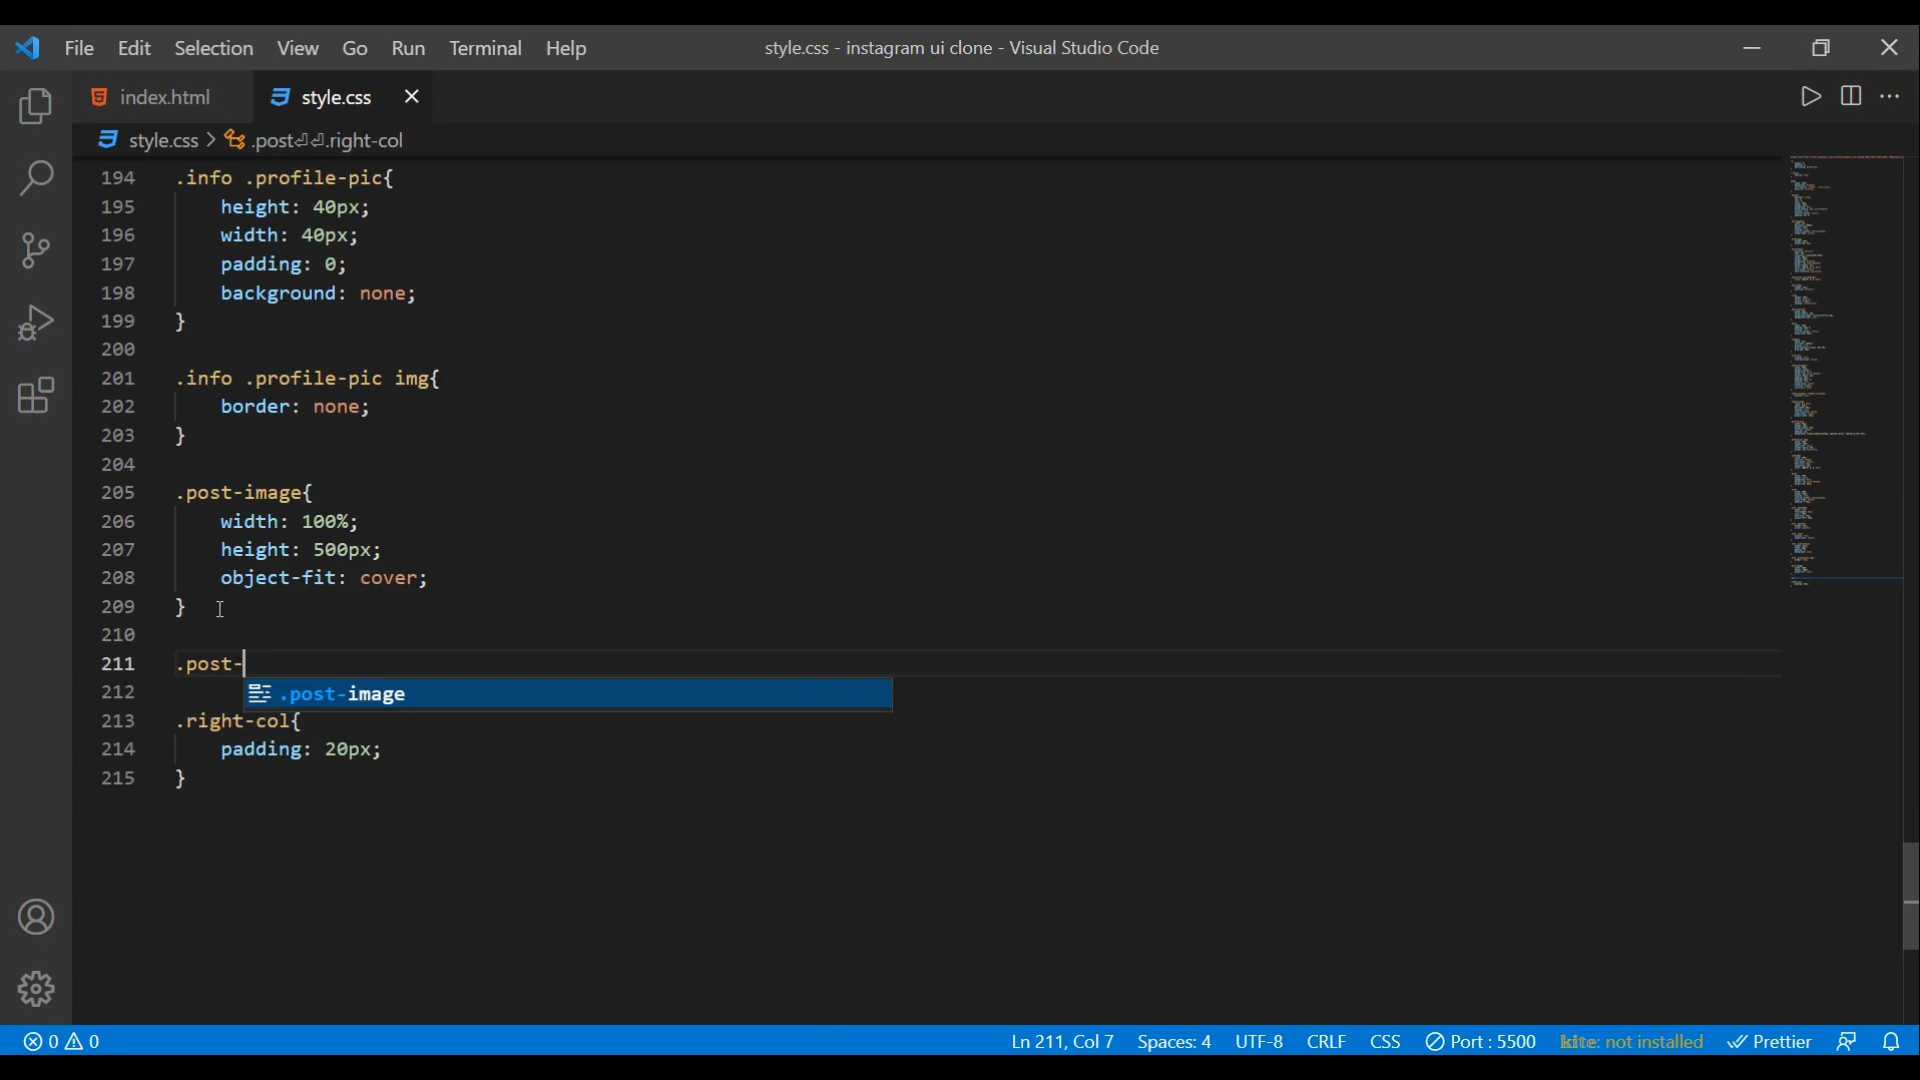 File Edit Selection View Go Run Terminal Help
style.css - instagram ui clone - Visual Studio Code
index.html
style.css
style.css > .post⏎⏎.right-col
194 .info .profile-pic{
195 height: 40px;
196 width: 40px;
197 padding: 0;
198 background: none;
199 }
200
201 .info .profile-pic img{
202 border: none;
203 }
204
205 .post-image{
206 width: 100%;
207 height: 500px;
208 object-fit: cover;
209 }
210
211 .post-
212 .post-image
213 .right-col{
214 padding: 20px;
215 }
0 0 Ln 211, Col 7 Spaces: 4 UTF-8 CRLF CSS Port : 5500 kite: not installed Prettier